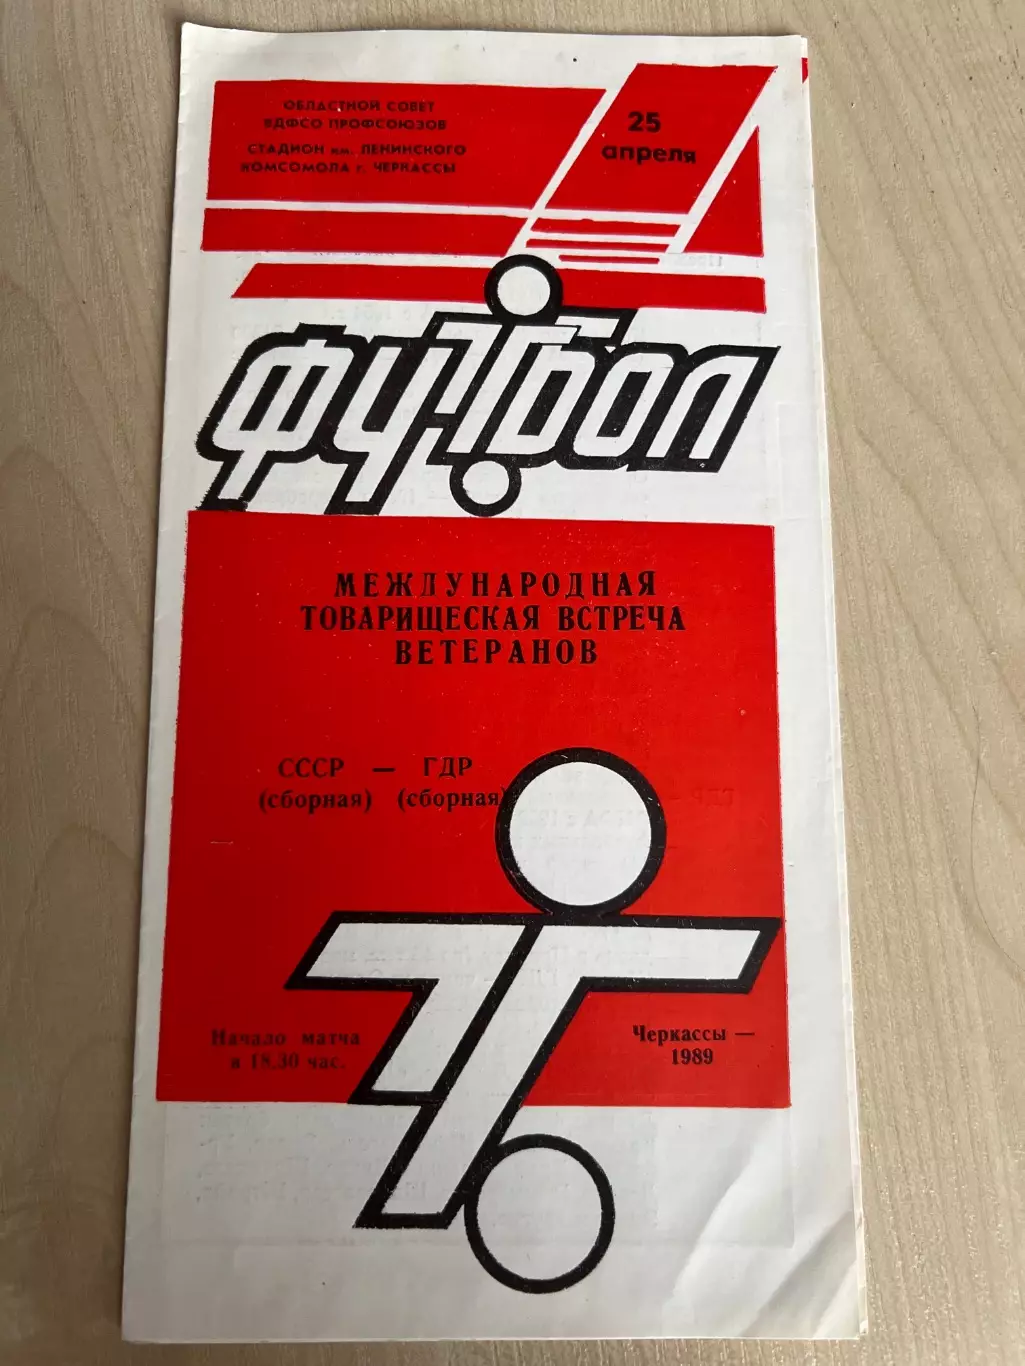 ОБЛАСТНОЙ СОВЕТ
ВДФСО ПРОФСОЮЗОВ
СТАДИОН им. ЛЕНИНСКОГО
КОМСОМОЛА г. ЧЕРКАССЫ
25
апреля
ФУТБОЛ
МЕЖДУНАРОДНАЯ
ТОВАРИЩЕСКАЯ ВСТРЕЧА
ВЕТЕРАНОВ
СССР — ГДР
(сборная) (сборная)
Начало матча
в 18.30 час.
Черкассы —
1989